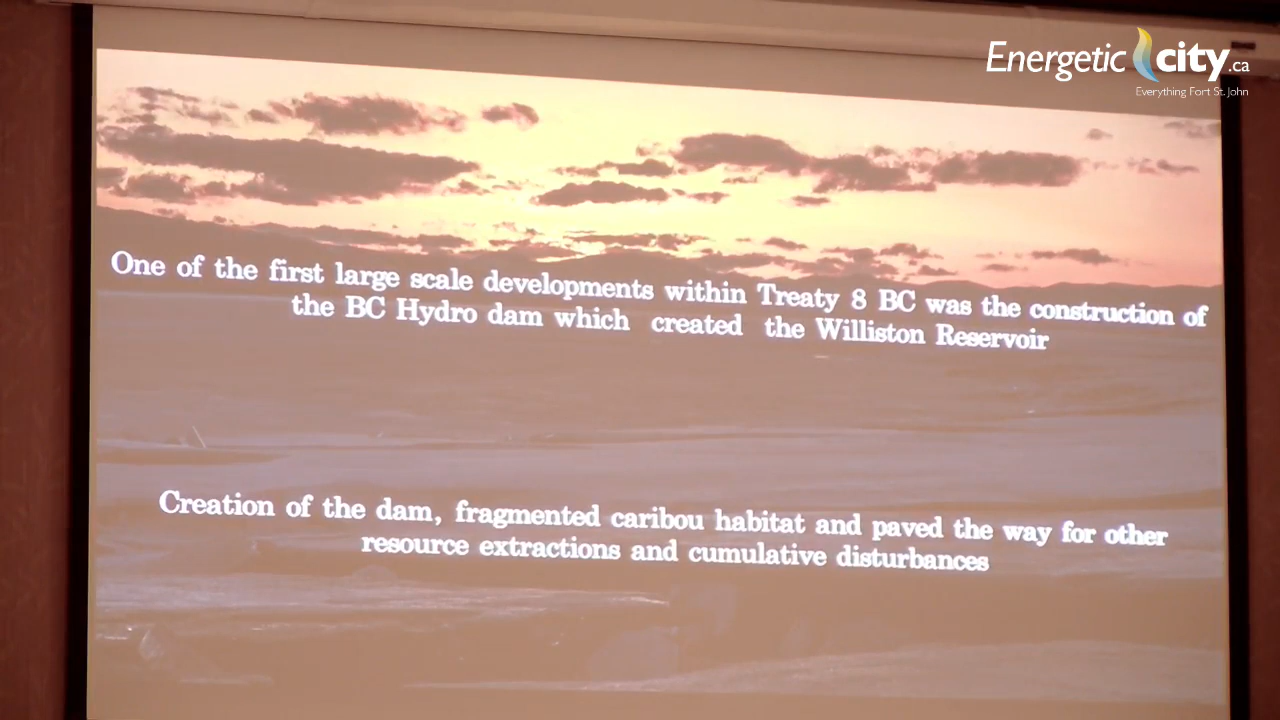 Energetic city.ca
Everything Fort St. John
One of the first large scale developments within Treaty 8 BC was the construction of
the BC Hydro dam which created the Williston Reservoir
Creation of the dam, fragmented caribou habitat and paved the way for other
resource extractions and cumulative disturbances